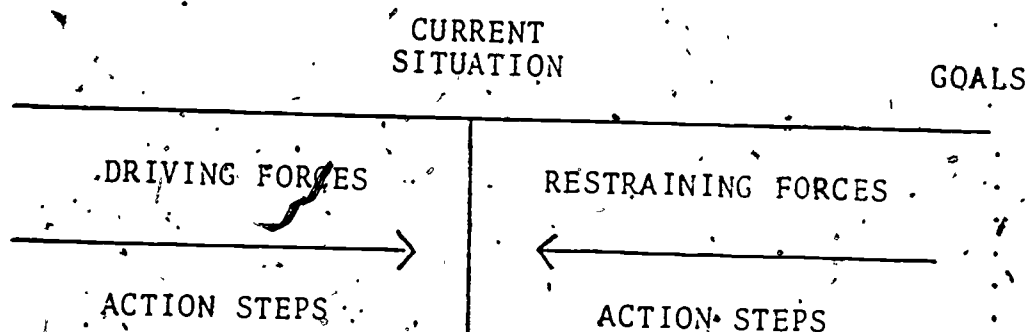 CURRENT
SITUATION
GOALS
DRIVING FORCES
RESTRAINING FORCES
ACTION STEPS
ACTION STEPS